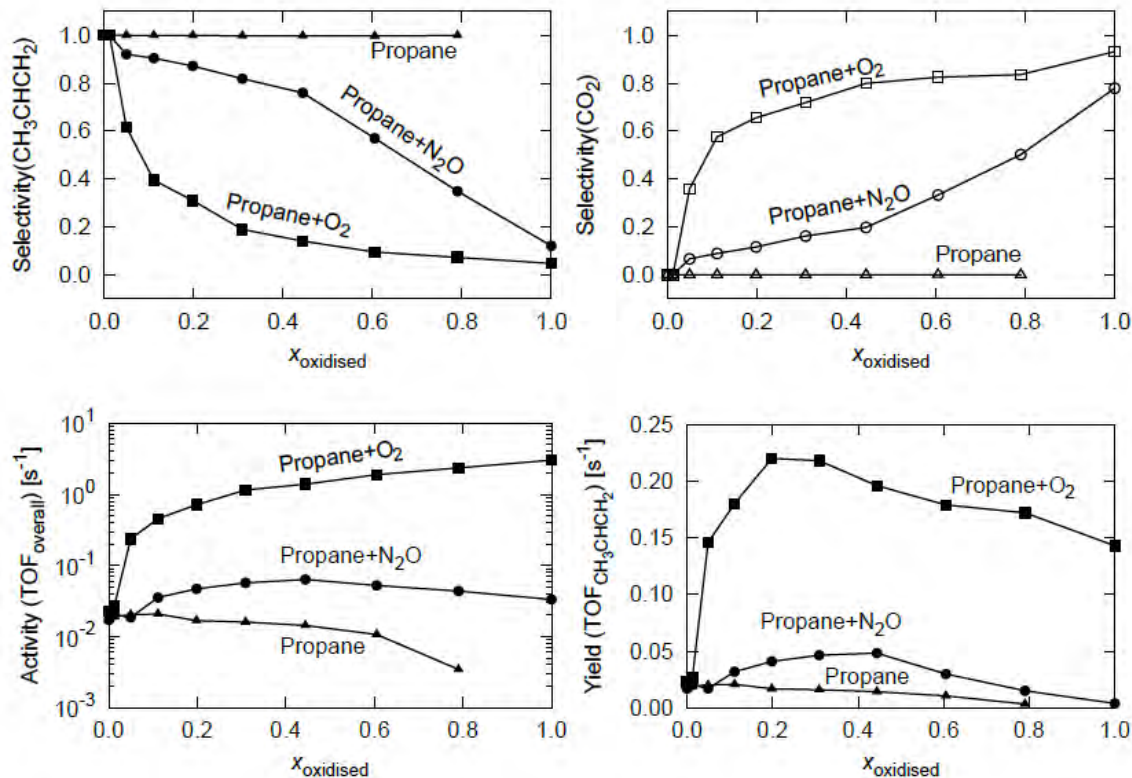 Selectivity(CH3CHCH2)
1.0
0.8
0.6
0.4
0.2
0.0
Propane
Propane+N2O
Propane+O2
0.0 0.2 0.4 0.6 0.8 1.0
xoxidised
Selectivity(CO2)
1.0
0.8
0.6
0.4
0.2
0.0
Propane+O2
Propane+N2O
Propane
0.0 0.2 0.4 0.6 0.8 1.0
xoxidised
Activity (TOFoverall) [s-1]
10^1
10^0
10^-1
10^-2
10^-3
Propane+O2
Propane+N2O
Propane
0.0 0.2 0.4 0.6 0.8 1.0
xoxidised
Yield (TOFCH3CHCH2) [s-1]
0.25
0.20
0.15
0.10
0.05
0.00
Propane+O2
Propane+N2O
Propane
0.0 0.2 0.4 0.6 0.8 1.0
xoxidised